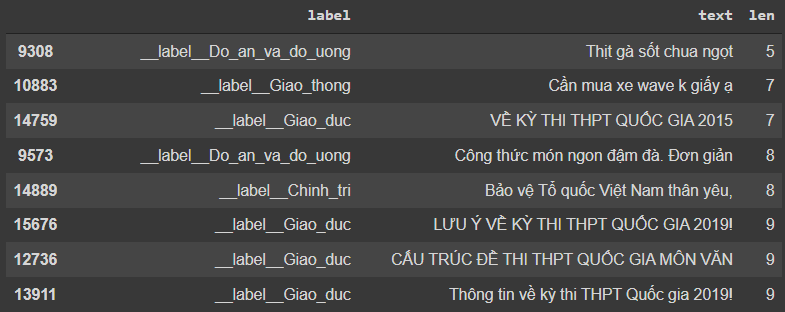 label text len
9308 __label__Do_an_va_do_uong Thịt gà sốt chua ngọt 5
10883 __label__Giao_thong Cần mua xe wave k giấy ạ 7
14759 __label__Giao_duc VỀ KỲ THI THPT QUỐC GIA 2015 7
9573 __label__Do_an_va_do_uong Công thức món ngon đậm đà. Đơn giản 8
14889 __label__Chinh_tri Bảo vệ Tổ quốc Việt Nam thân yêu, 8
15676 __label__Giao_duc LƯU Ý VỀ KỲ THI THPT QUỐC GIA 2019! 9
12736 __label__Giao_duc CẤU TRÚC ĐỀ THI THPT QUỐC GIA MÔN VĂN 9
13911 __label__Giao_duc Thông tin về kỳ thi THPT Quốc gia 2019! 9